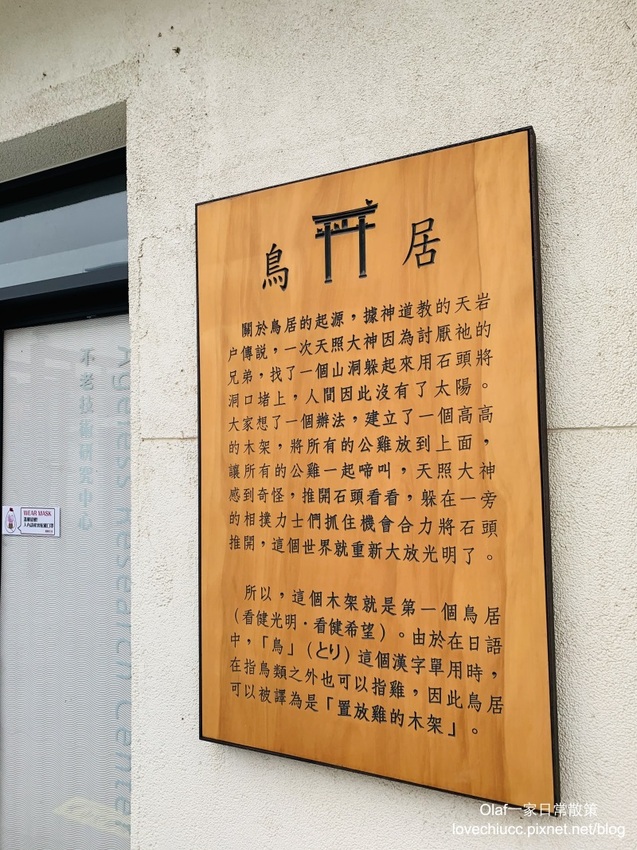 鳥居
關於鳥居的起源，據神道教的天岩
户傳說，一次天照大神因為討厭祂的
兄弟，找了一個山洞躲起來用石頭將
洞口堵上，人間因此沒有了太陽。
大家想了一個辦法，建立了一個高高
的木架，將所有的公雞放到上面，
讓所有的公雞一起啼叫，天照大神
感到奇怪，推開石頭看看，躲在一旁
的相撲力士們抓住機會合力將石頭
推開，這個世界就重新大放光明了。
所以，這個木架就是第一個鳥居
（看健光明·看健希望）。由於在日語
中，「鳥」（とり）這個漢字單用時，
在指鳥類之外也可以指雞，因此鳥居
可以被譯為是「置放雞的木架」。
Ageless Research Center
不老技術研究中心
WEAR MASK
Olaf一家日常散策
lovechiucc.pixnet.net/blog